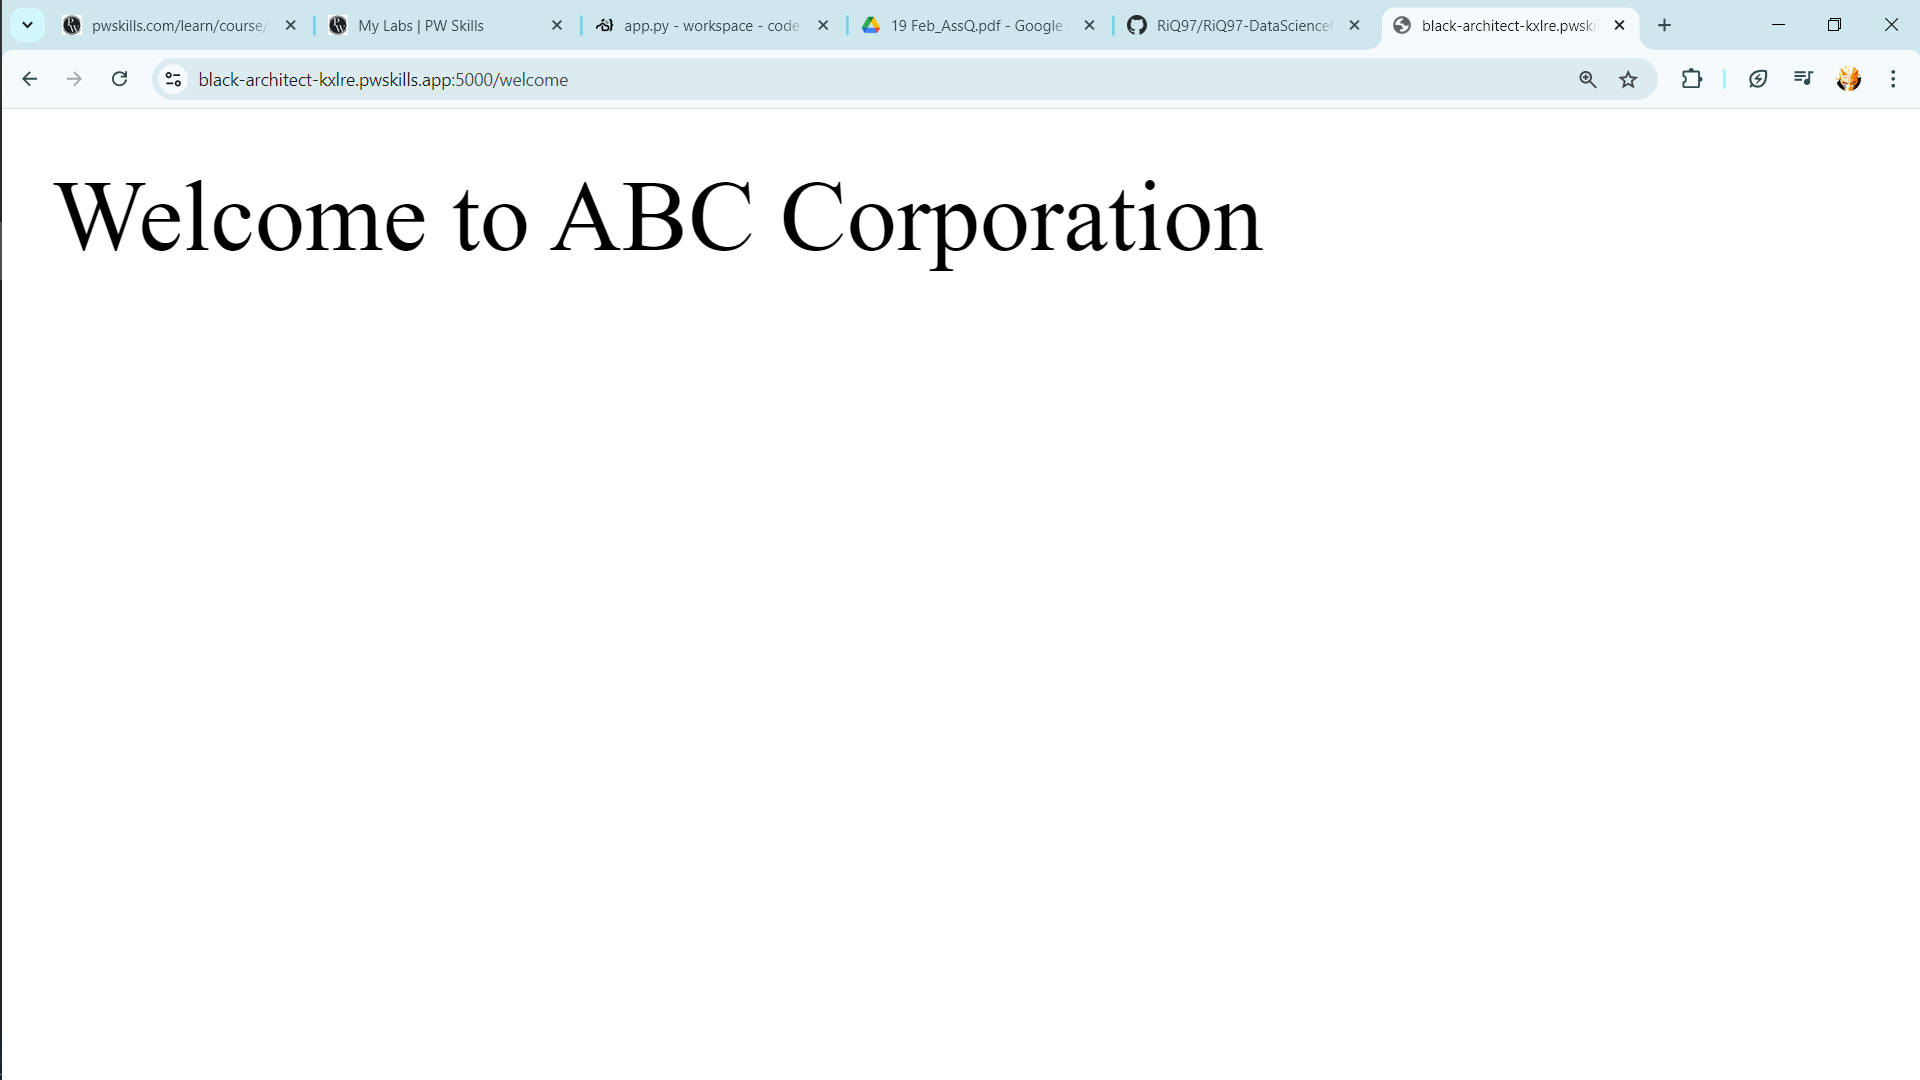 pwskills.com/learn/course/
My Labs | PW Skills
app.py - workspace - code
19 Feb_AssQ.pdf - Google
RiQ97/RiQ97-DataScience
black-architect-kxlre.pwski
black-architect-kxlre.pwskills.app:5000/welcome
Welcome to ABC Corporation